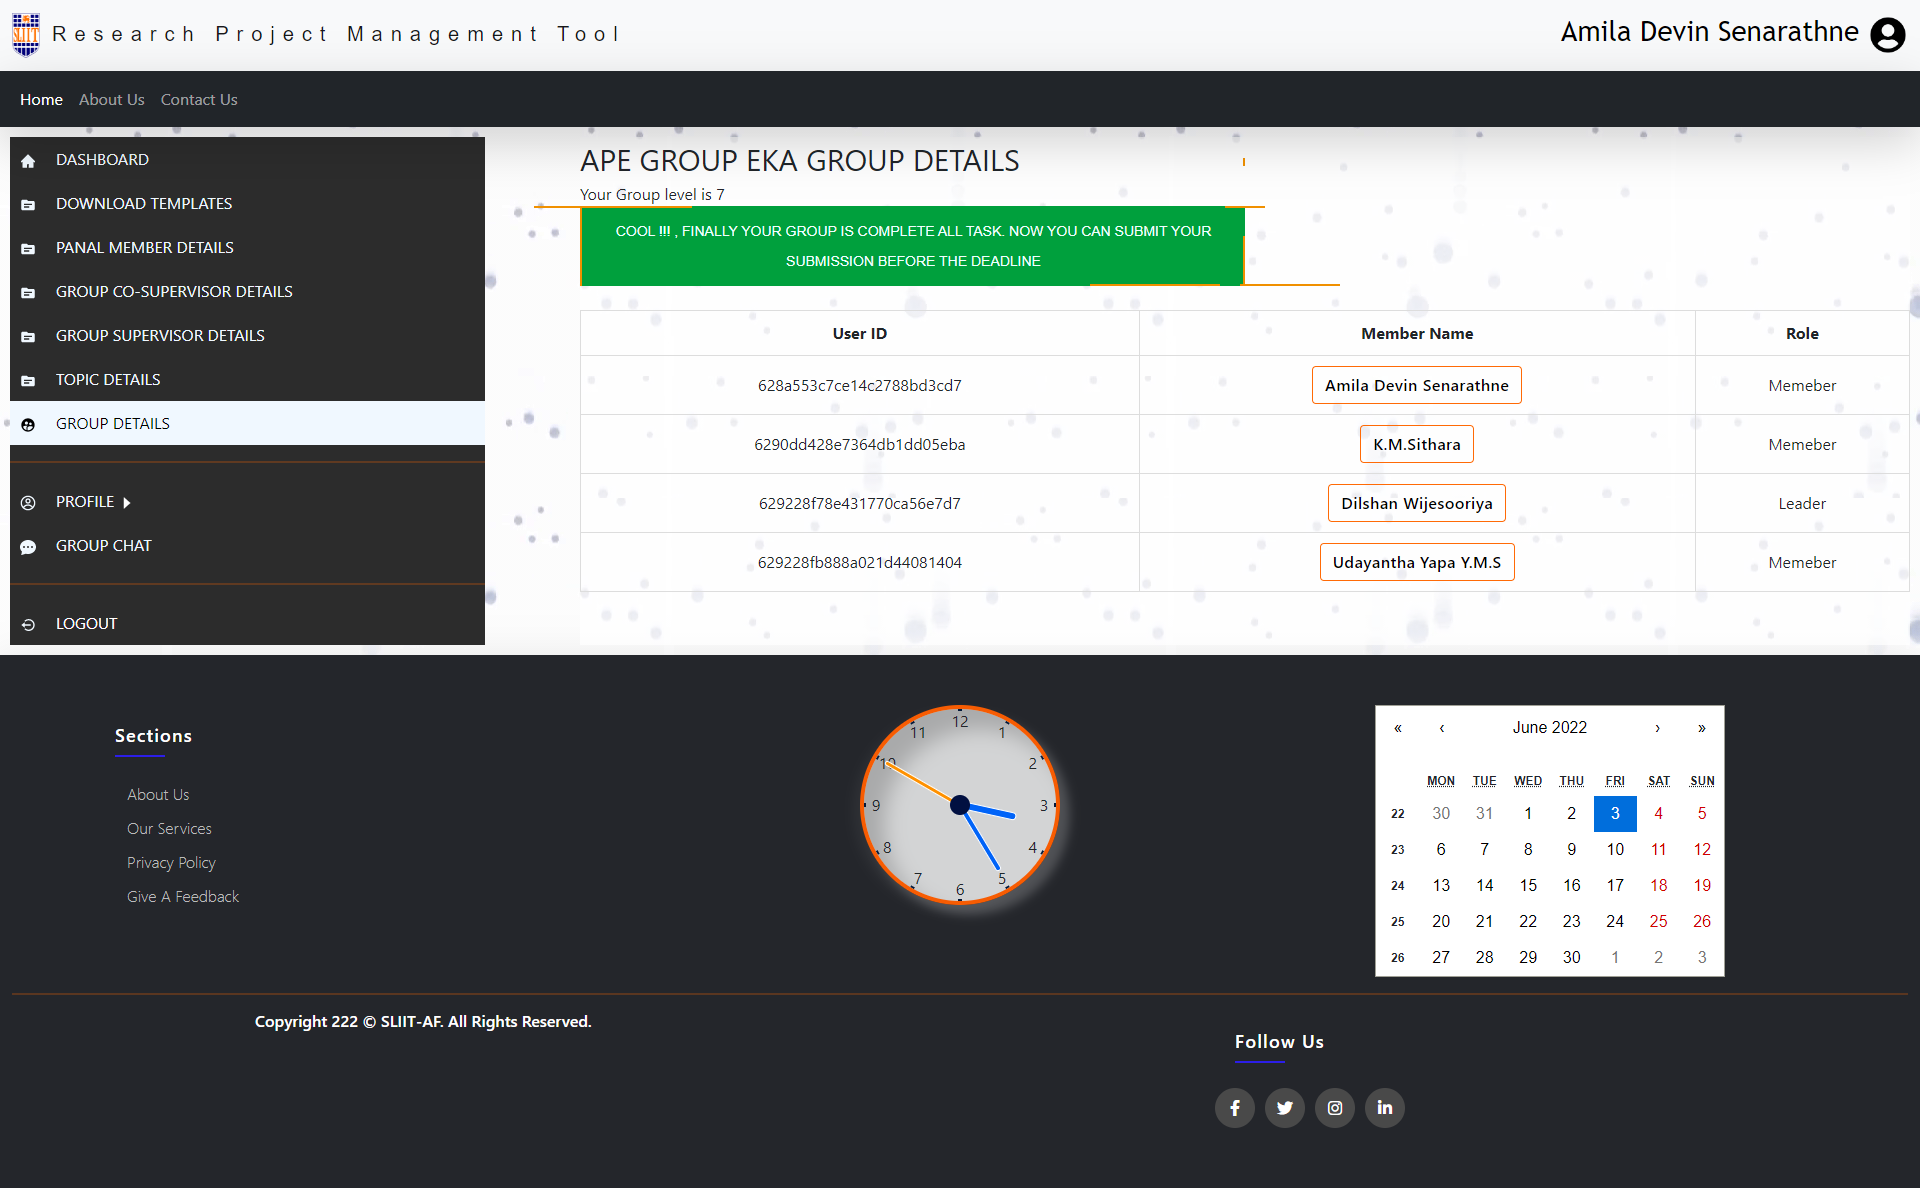 SLIIT
Research Project Management Tool
Amila Devin Senarathne
Home About Us Contact Us
DASHBOARD
DOWNLOAD TEMPLATES
PANAL MEMBER DETAILS
GROUP CO-SUPERVISOR DETAILS
GROUP SUPERVISOR DETAILS
TOPIC DETAILS
GROUP DETAILS
PROFILE
GROUP CHAT
LOGOUT
APE GROUP EKA GROUP DETAILS
Your Group level is 7
COOL !!! , FINALLY YOUR GROUP IS COMPLETE ALL TASK. NOW YOU CAN SUBMIT YOUR
SUBMISSION BEFORE THE DEADLINE
User ID Member Name Role
628a553c7ce14c2788bd3cd7 Amila Devin Senarathne Memeber
6290dd428e7364db1dd05eba K.M.Sithara Memeber
629228f78e431770ca56e7d7 Dilshan Wijesooriya Leader
629228fb888a021d44081404 Udayantha Yapa Y.M.S Memeber
Sections
About Us
Our Services
Privacy Policy
Give A Feedback
12
1
2
3
4
5
6
7
8
9
10
11
« ‹ June 2022 › »
MON TUE WED THU FRI SAT SUN
22 30 31 1 2 3 4 5
23 6 7 8 9 10 11 12
24 13 14 15 16 17 18 19
25 20 21 22 23 24 25 26
26 27 28 29 30 1 2 3
Copyright 222 © SLIIT-AF. All Rights Reserved.
Follow Us